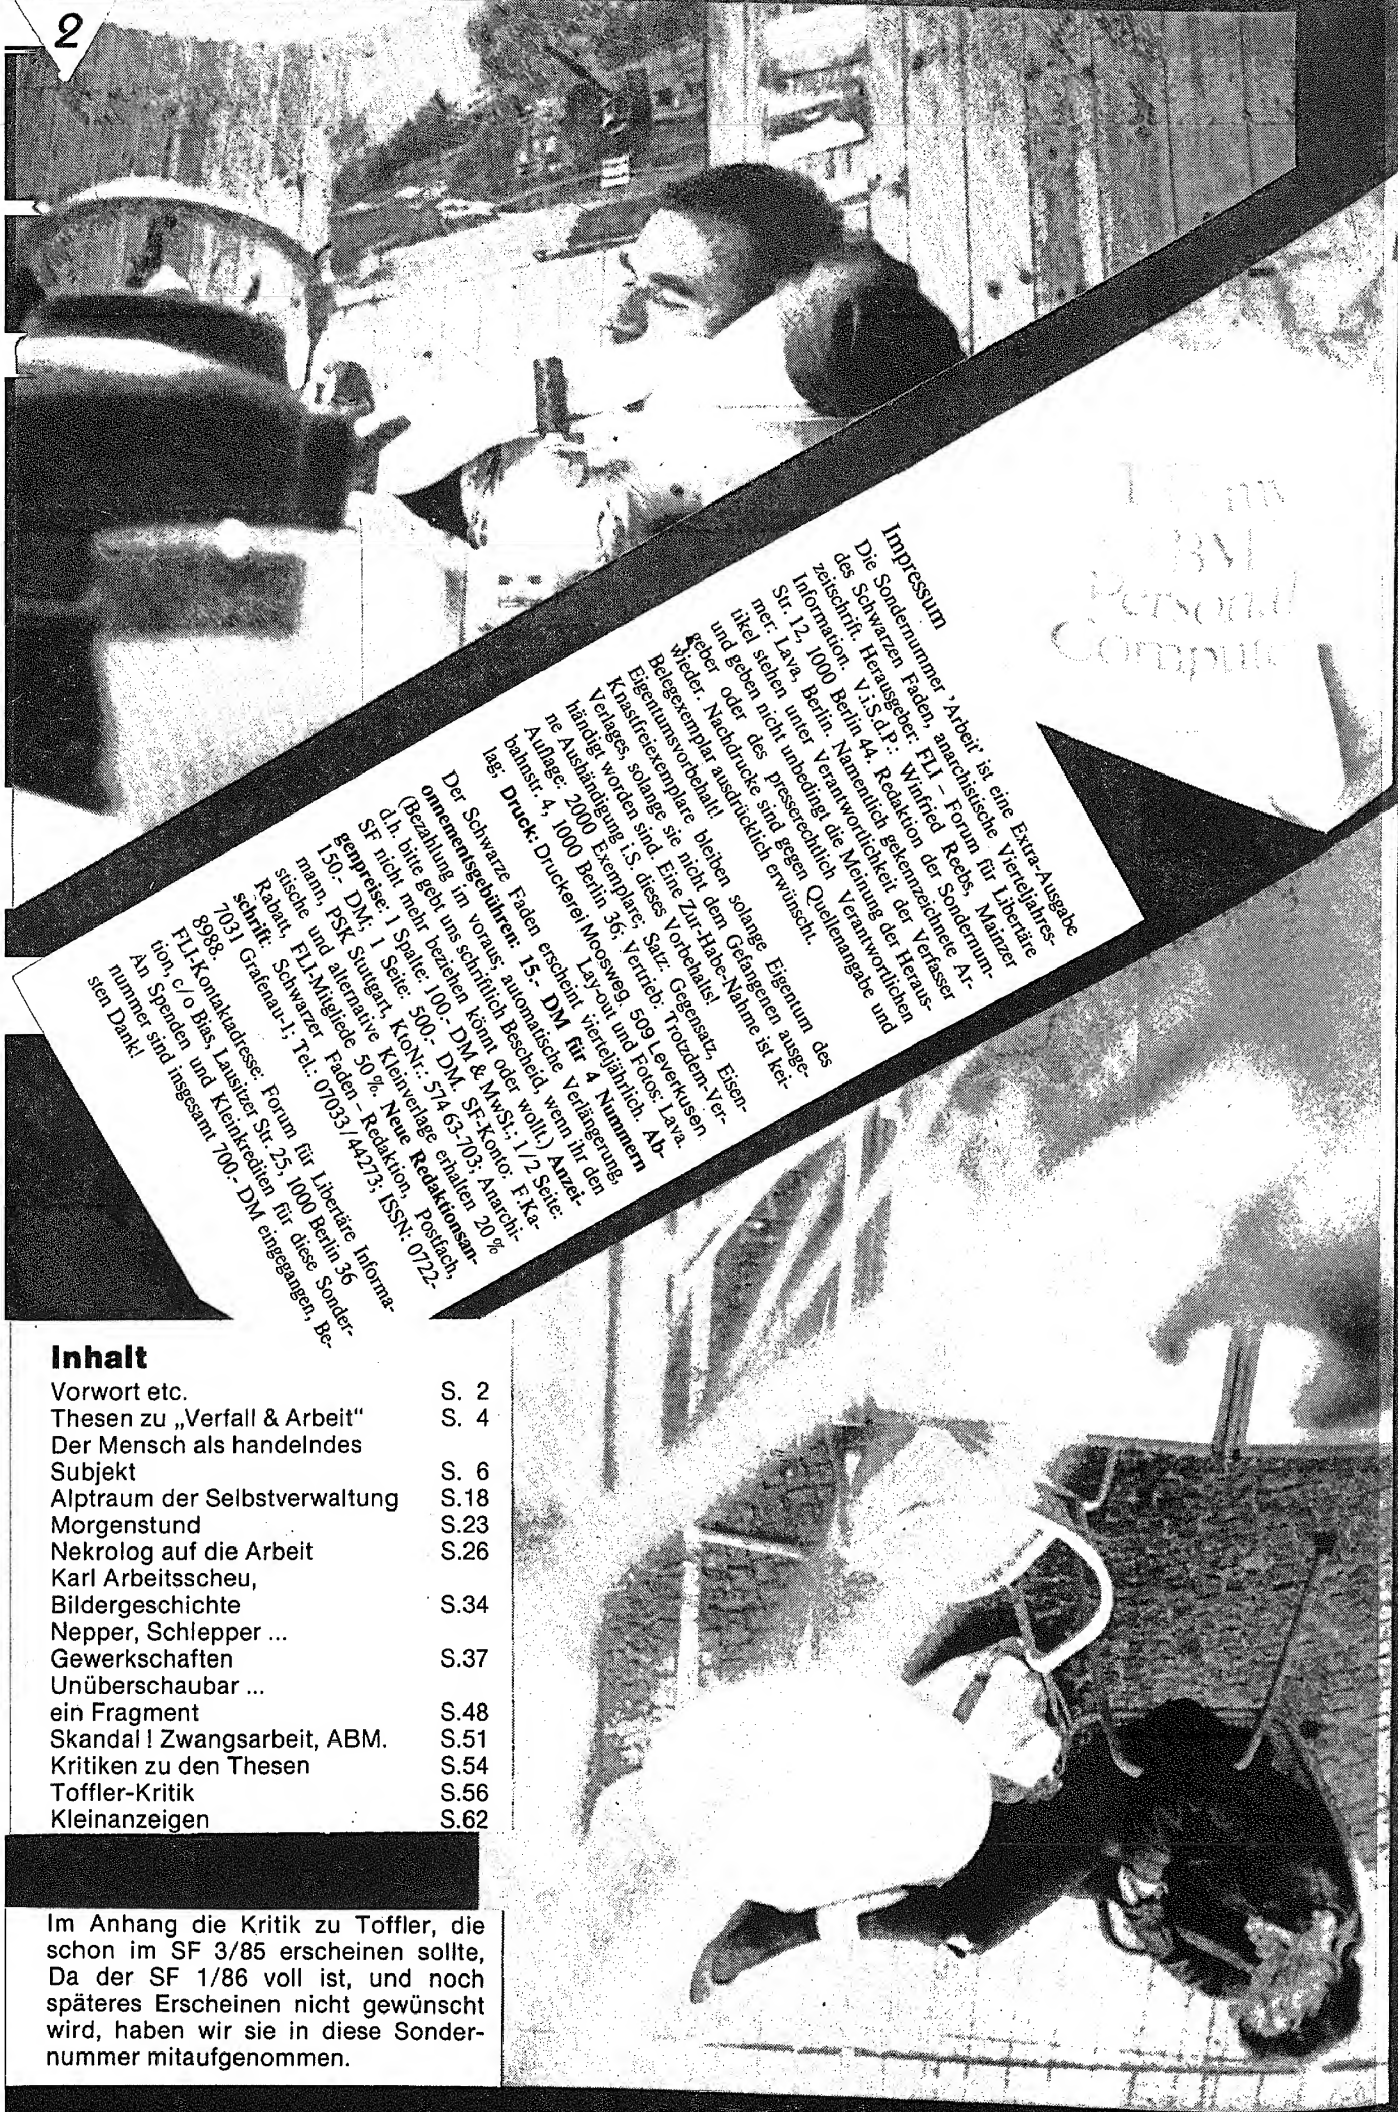 2
BM
Personal
Compute
Impressum
Die Sondernummer 'Arbeit' ist eine Extra-Ausgabe
des Schwarzen Faden, anarchistische Vierteljahres-
zeitschrift. Herausgeber: FLI – Forum für Libertäre
Information. V.i.S.d.P.: Winfried Reebs, Mainzer
Str. 12, 1000 Berlin 44. Redaktion der Sondernum-
mer: Lava, Berlin. Namentlich gekennzeichnete Ar-
tikel stehen unter Verantwortlichkeit der Verfasser
und geben nicht unbedingt die Meinung der Heraus-
geber oder des presserechtlich Verantwortlichen
wieder. Nachdrucke sind gegen Quellenangabe und
Belegexemplar ausdrücklich erwünscht.
Eigentumsvorbehalt!
Knastfreiexemplare bleiben solange Eigentum des
Verlages, solange sie nicht dem Gefangenen ausge-
händigt worden sind. Eine Zur-Habe-Nahme ist kei-
ne Aushändigung i.S. dieses Vorbehalts!
Auflage: 2000 Exemplare; Satz: Gegensatz, Eisen-
bahnstr. 4, 1000 Berlin 36; Vertrieb: Trotzdem-Ver-
lag; Lay-out und Fotos: Lava.
Druck: Druckerei Moosweg. 509 Leverkusen
Der Schwarze Faden erscheint vierteljährlich. Ab-
onnementsgebühren: 15.- DM für 4 Nummern
(Bezahlung im voraus; automatische Verlängerung,
d.h. bitte gebt uns schriftlich Bescheid, wenn ihr den
SF nicht mehr beziehen könnt oder wollt.) Anzei-
genpreise: 1 Spalte: 100.- DM & MwSt.; 1/2 Seite:
150.- DM; 1 Seite: 500.- DM. SF-Konto: F.Ka-
mann, PSK Stuttgart, KtoNr.: 574 63-703; Anarchi-
stische und alternative Kleinverlage erhalten 20 %
Rabatt, FLI-Mitgliede 50 %. Neue Redaktionsan-
schrift: Schwarzer Faden – Redaktion, Postfach,
7031 Grafenau-1; Tel.: 07033/44273; ISSN: 0722-
8988.
FLI-Kontaktadresse: Forum für Libertäre Informa-
tion, c/o Bias, Lausitzer Str. 25, 1000 Berlin 36
An Spenden und Kleinkredien für diese Sonder-
nummer sind insgesamt 700.- DM eingegangen, Be-
sten Dank!
Inhalt
Vorwort etc. S. 2
Thesen zu „Verfall & Arbeit“ S. 4
Der Mensch als handelndes
Subjekt S. 6
Alptraum der Selbstverwaltung S.18
Morgenstund S.23
Nekrolog auf die Arbeit S.26
Karl Arbeitsscheu,
Bildergeschichte S.34
Nepper, Schlepper ...
Gewerkschaften S.37
Unüberschaubar ...
ein Fragment S.48
Skandal ! Zwangsarbeit, ABM. S.51
Kritiken zu den Thesen S.54
Toffler-Kritik S.56
Kleinanzeigen S.62
Im Anhang die Kritik zu Toffler, die
schon im SF 3/85 erscheinen sollte,
Da der SF 1/86 voll ist, und noch
späteres Erscheinen nicht gewünscht
wird, haben wir sie in diese Sonder-
nummer mitaufgenommen.